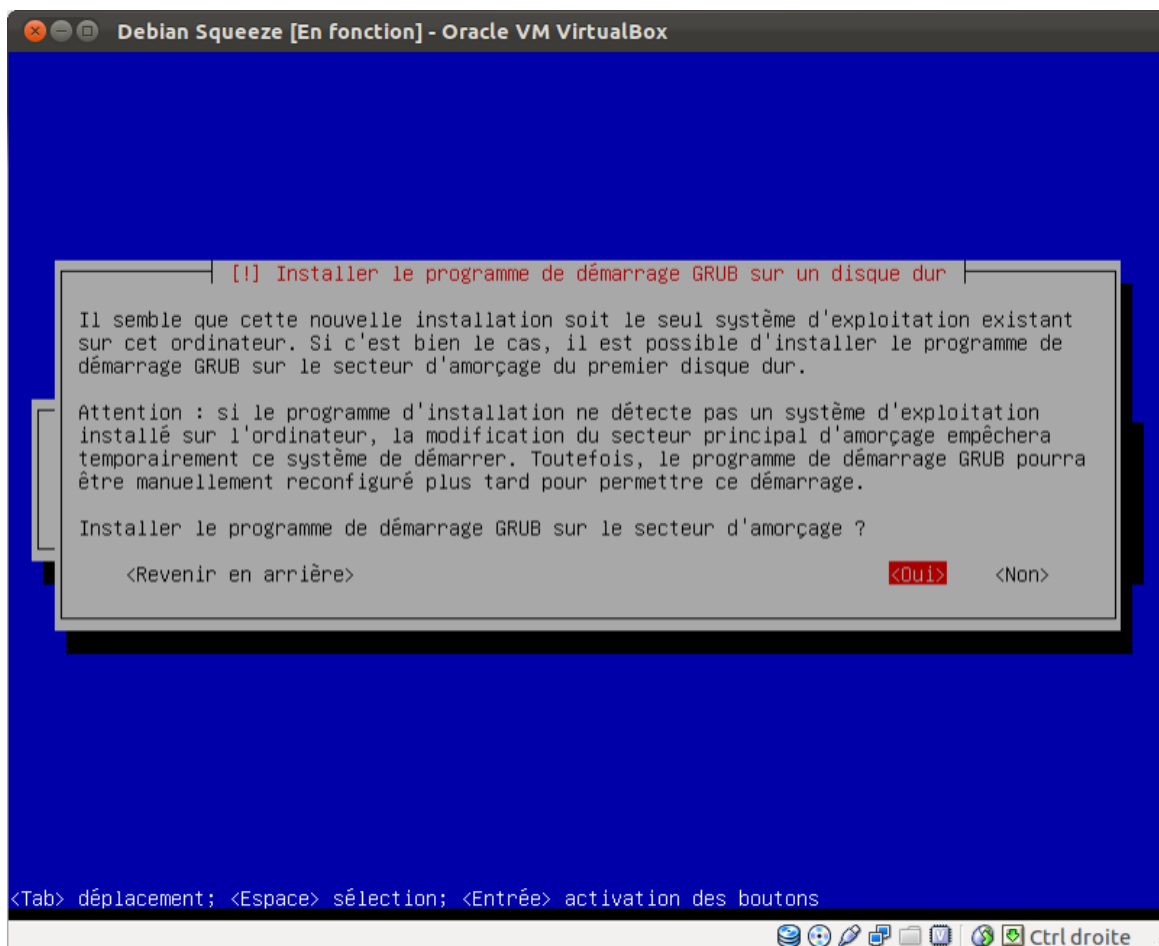 Debian Squeeze [En fonction] - Oracle VM VirtualBox
[!] Installer le programme de démarrage GRUB sur un disque dur
Il semble que cette nouvelle installation soit le seul système d'exploitation existant
sur cet ordinateur. Si c'est bien le cas, il est possible d'installer le programme de
démarrage GRUB sur le secteur d'amorçage du premier disque dur.
Attention : si le programme d'installation ne détecte pas un système d'exploitation
installé sur l'ordinateur, la modification du secteur principal d'amorçage empêchera
temporairement ce système de démarrer. Toutefois, le programme de démarrage GRUB pourra
être manuellement reconfiguré plus tard pour permettre ce démarrage.
Installer le programme de démarrage GRUB sur le secteur d'amorçage ?
<Revenir en arrière> <Oui> <Non>
<Tab> déplacement; <Espace> sélection; <Entrée> activation des boutons
Ctrl droite